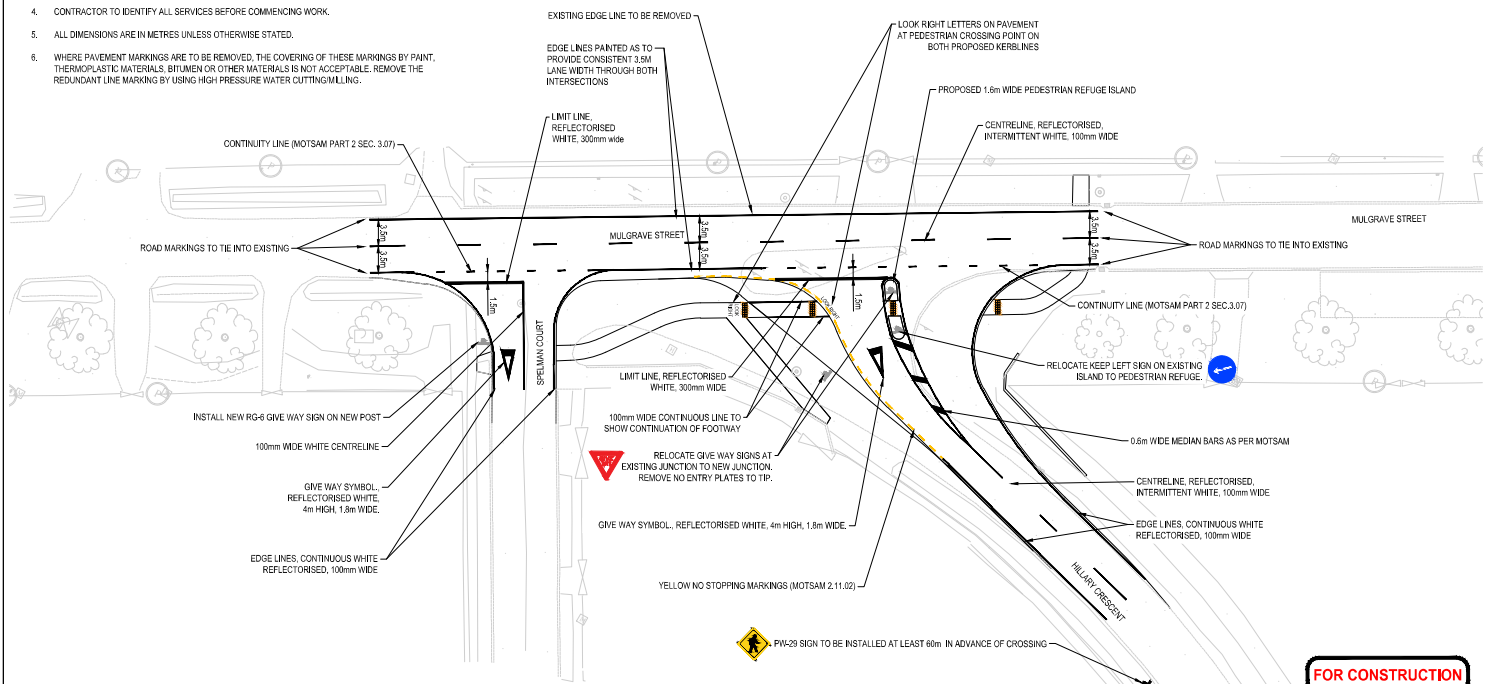 4. CONTRACTOR TO IDENTIFY ALL SERVICES BEFORE COMMENCING WORK.
5. ALL DIMENSIONS ARE IN METRES UNLESS OTHERWISE STATED.
6. WHERE PAVEMENT MARKINGS ARE TO BE REMOVED, THE COVERING OF THESE MARKINGS BY PAINT,
THERMOPLASTIC MATERIALS, BITUMEN OR OTHER MATERIALS IS NOT ACCEPTABLE. REMOVE THE
REDUNDANT LINE MARKING BY USING HIGH PRESSURE WATER CUTTING/MILLING.
EXISTING EDGE LINE TO BE REMOVED
EDGE LINES PAINTED AS TO
PROVIDE CONSISTENT 3.5M
LANE WIDTH THROUGH BOTH
INTERSECTIONS
LOOK RIGHT LETTERS ON PAVEMENT
AT PEDESTRIAN CROSSING POINT ON
BOTH PROPOSED KERBLINES
PROPOSED 1.6m WIDE PEDESTRIAN REFUGE ISLAND
LIMIT LINE,
REFLECTORISED
WHITE, 300mm wide
CENTRELINE, REFLECTORISED,
INTERMITTENT WHITE, 100mm WIDE
CONTINUITY LINE (MOTSAM PART 2 SEC. 3.07)
MULGRAVE STREET
MULGRAVE STREET
3.5m
3.5m
3.5m
3.5m
3.5m
3.5m
ROAD MARKINGS TO TIE INTO EXISTING
ROAD MARKINGS TO TIE INTO EXISTING
1.5m
1.5m
CONTINUITY LINE (MOTSAM PART 2 SEC.3.07)
LOOK
RIGHT
LOOK RIGHT
SPELMAN COURT
RELOCATE KEEP LEFT SIGN ON EXISTING
ISLAND TO PEDESTRIAN REFUGE.
LIMIT LINE, REFLECTORISED
WHITE, 300mm WIDE
INSTALL NEW RG-6 GIVE WAY SIGN ON NEW POST
100mm WIDE CONTINUOUS LINE TO
SHOW CONTINUATION OF FOOTWAY
100mm WIDE WHITE CENTRELINE
0.6m WIDE MEDIAN BARS AS PER MOTSAM
RELOCATE GIVE WAY SIGNS AT
EXISTING JUNCTION TO NEW JUNCTION.
REMOVE NO ENTRY PLATES TO TIP.
GIVE WAY SYMBOL.,
REFLECTORISED WHITE,
4m HIGH, 1.8m WIDE.
CENTRELINE, REFLECTORISED,
INTERMITTENT WHITE, 100mm WIDE
GIVE WAY SYMBOL., REFLECTORISED WHITE, 4m HIGH, 1.8m WIDE.
EDGE LINES, CONTINUOUS WHITE
REFLECTORISED, 100mm WIDE
EDGE LINES, CONTINUOUS WHITE
REFLECTORISED, 100mm WIDE
YELLOW NO STOPPING MARKINGS (MOTSAM 2.11.02)
HILLARY CRESCENT
PW-29 SIGN TO BE INSTALLED AT LEAST 60m IN ADVANCE OF CROSSING
FOR CONSTRUCTION